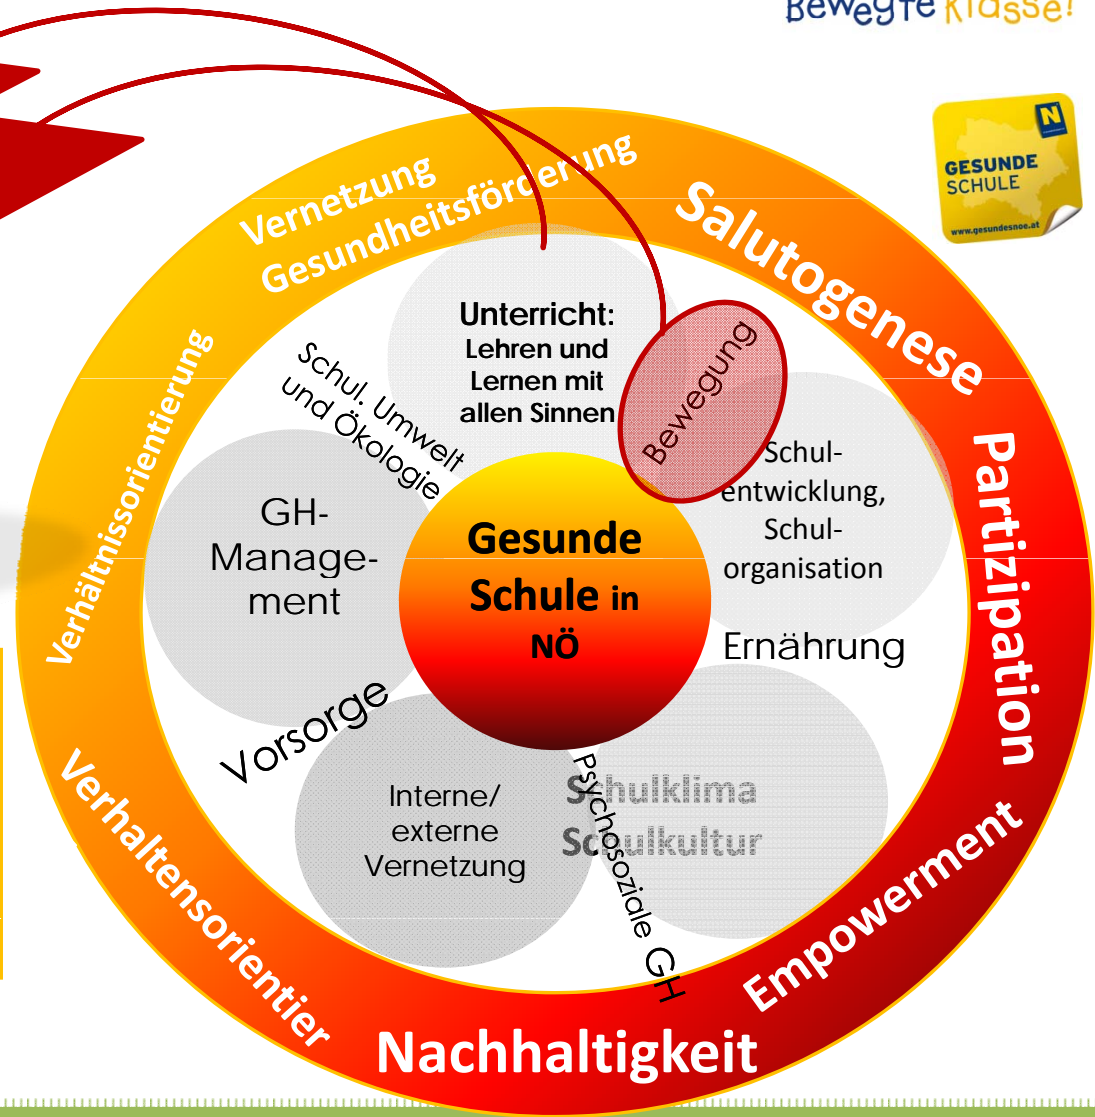 Bewegte Klasse!
N
GESUNDE
SCHULE
www.gesundesnoe.at
Vernetzung
Gesundheitsförderung
Salutogenese
Partizipation
Empowerment
Nachhaltigkeit
Verhaltensorientier
Verhältnissorientierung
Unterricht:
Lehren und
Lernen mit
allen Sinnen
Bewegung
Schul. Umwelt
und Ökologie
Schul-
entwicklung,
Schul-
organisation
GH-
Manage-
ment
Gesunde
Schule in
NÖ
Ernährung
Vorsorge
Interne/
externe
Vernetzung
Psychosoziale GH
Schulklima
Schulkultur